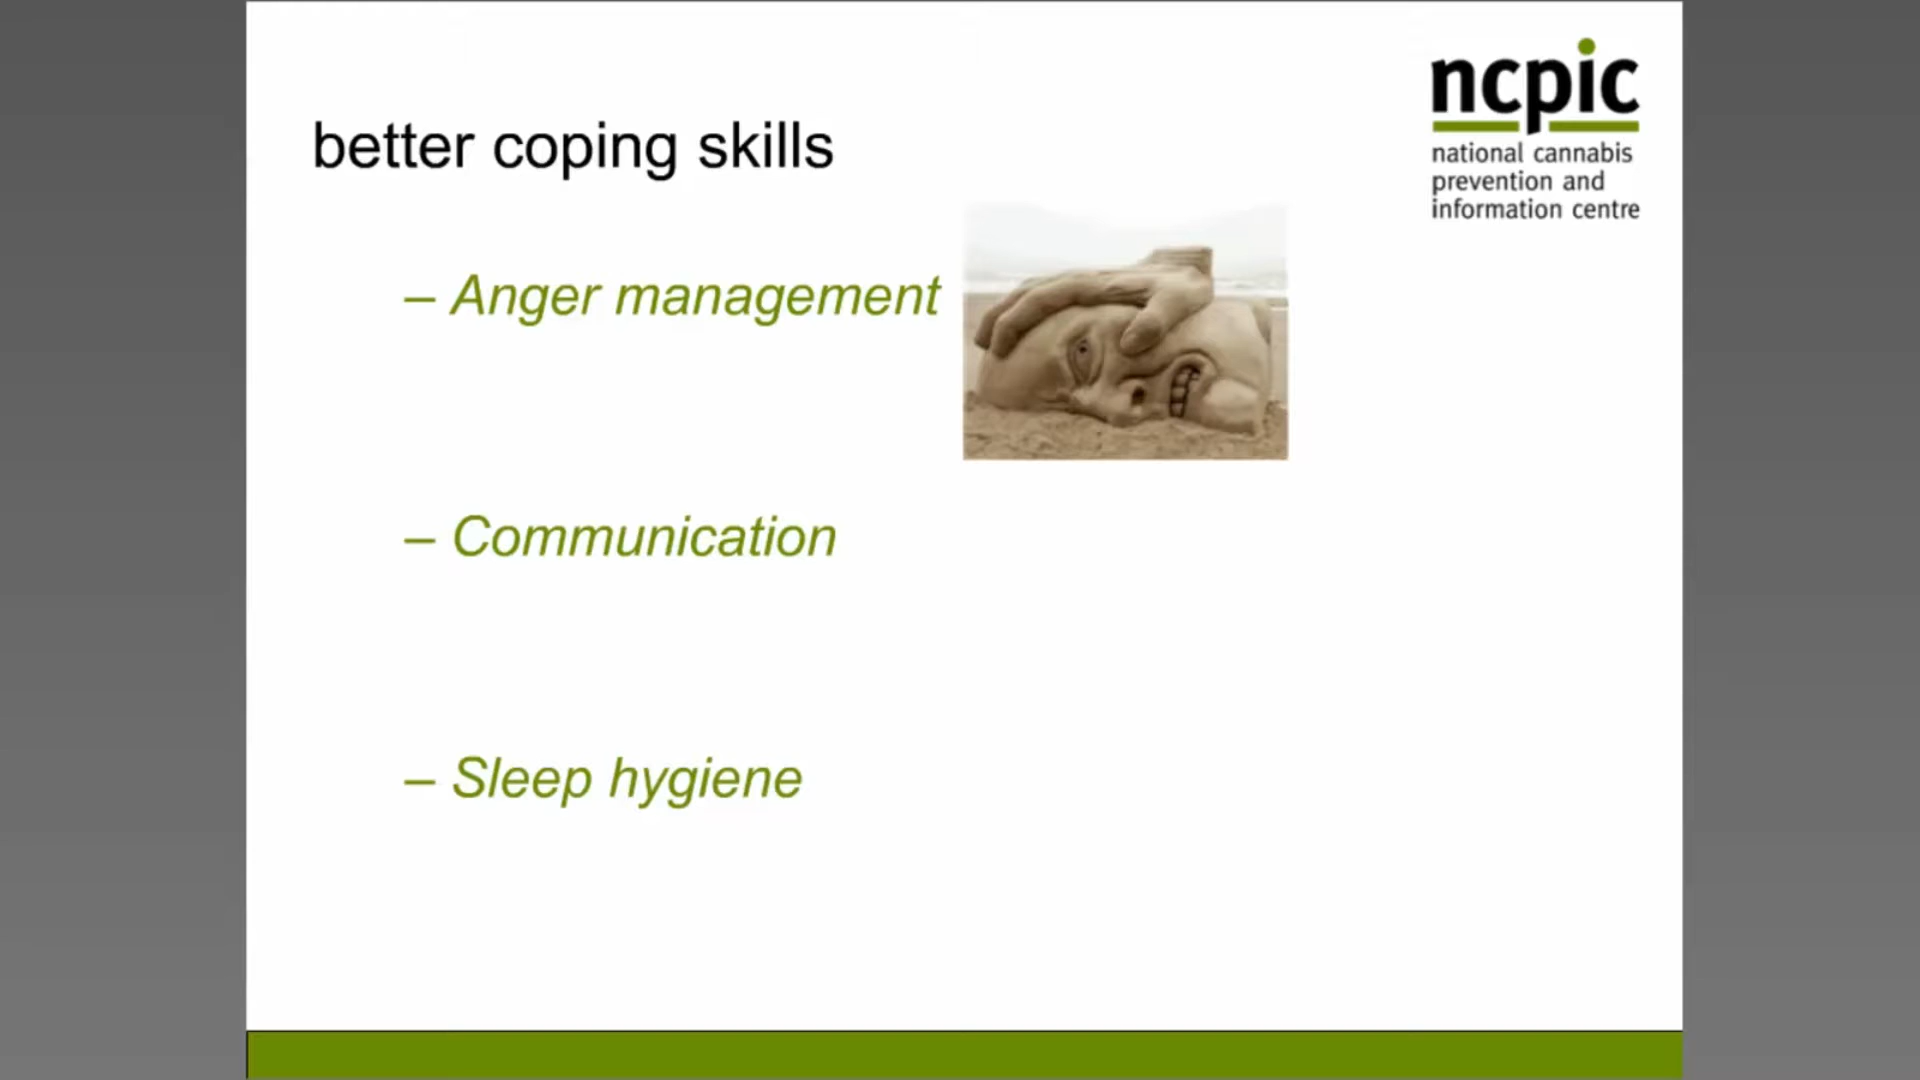 better coping skills
ncpic
national cannabis
prevention and
information centre
– Anger management
– Communication
– Sleep hygiene